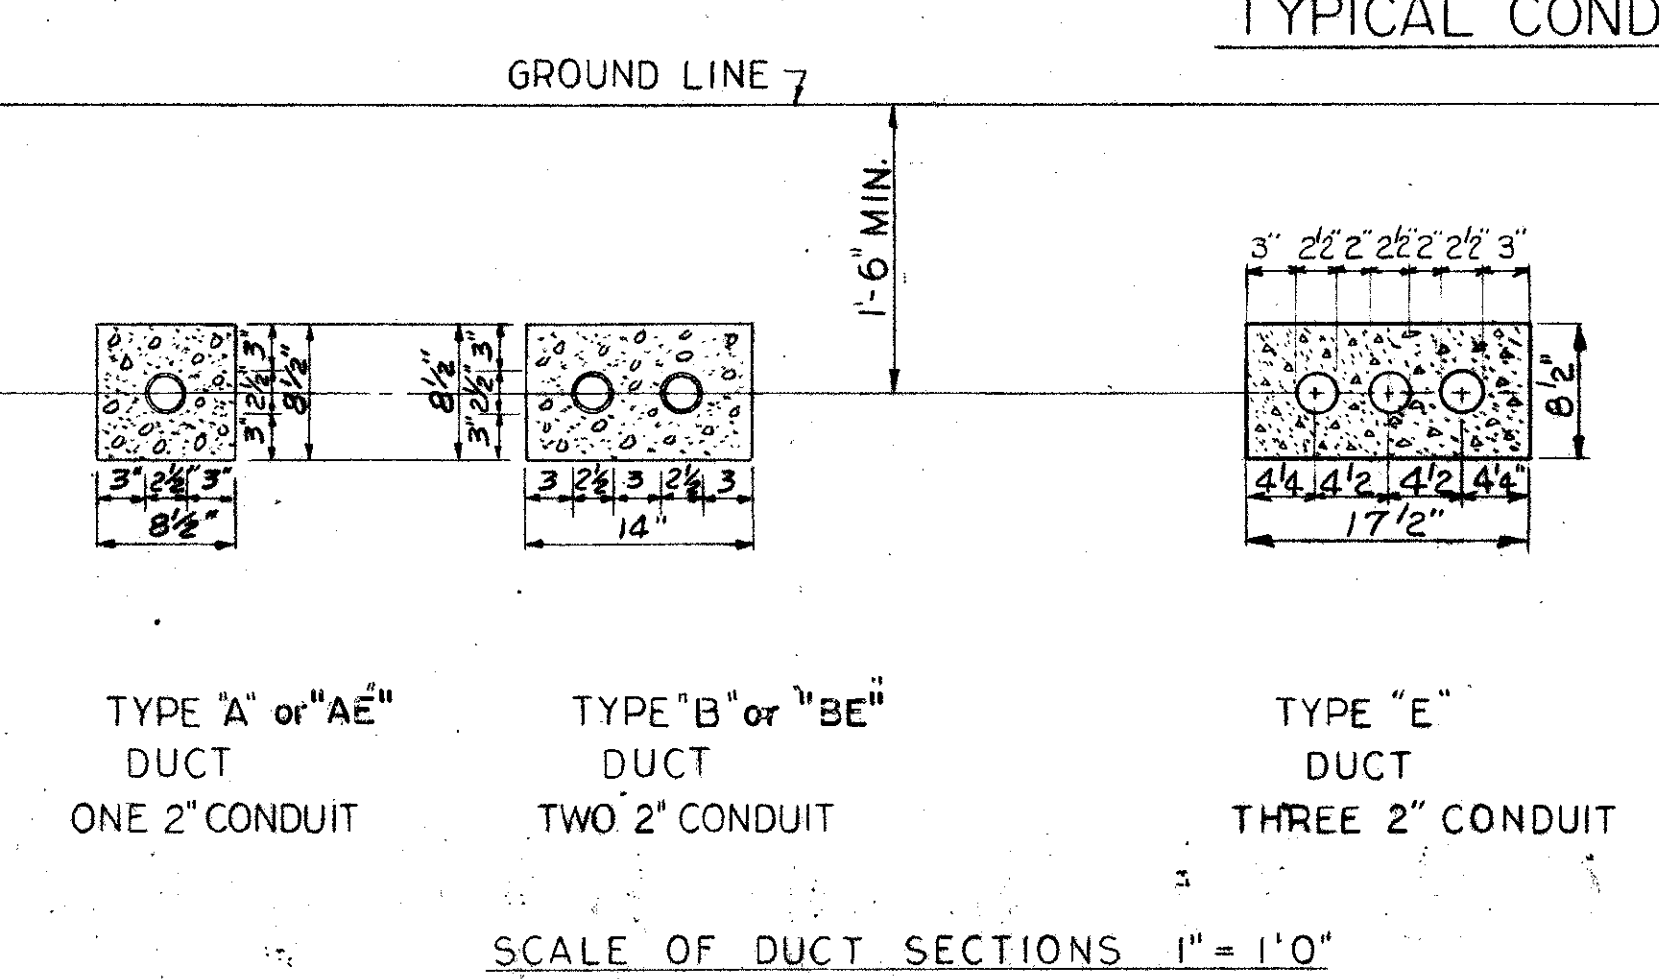 TYPICAL COND
GROUND LINE
1'-6" MIN.
3" 2½" 2" 2½" 2" 2½" 3"
3"
2½"
3"
8½"
8½"
3"
2½"
3"
8½"
3" 2½" 3"
8½"
3 2½ 3 2½ 3
14"
4¼ 4½ 4½ 4¼"
17½"
TYPE "A" or "AE"
DUCT
ONE 2" CONDUIT
TYPE "B" or "BE"
DUCT
TWO 2" CONDUIT
TYPE "E"
DUCT
THREE 2" CONDUIT
SCALE OF DUCT SECTIONS 1" = 1'0"